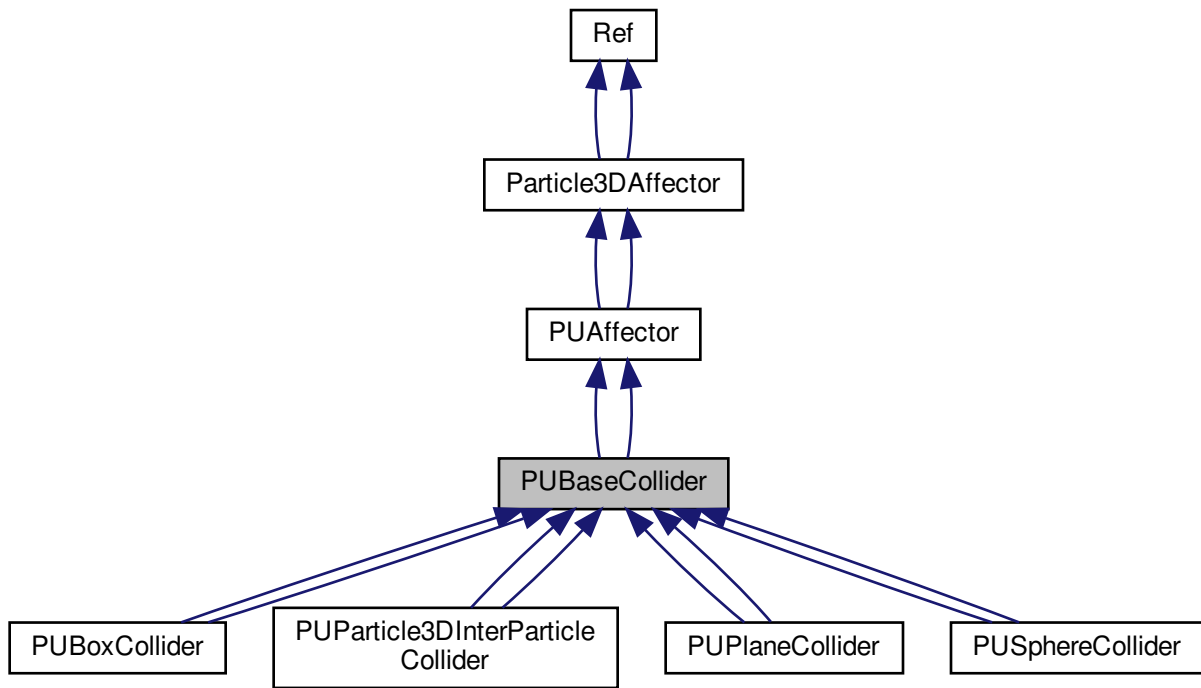 Ref
Particle3DAffector
PUAffector
PUBaseCollider
PUBoxCollider
PUParticle3DInterParticle
Collider
PUPlaneCollider
PUSphereCollider